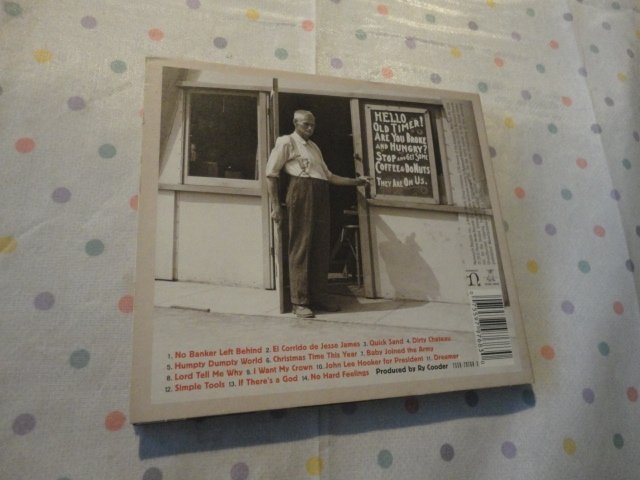 HELLO
OLD TIMER!
ARE YOU BROKE
AND HUNGRY?
STOP AND GET SOME
COFFEE & DONUTS
THEY ARE ON US.
1. No Banker Left Behind 2. El Corrido de Jesse James 3. Quick Sand 4. Dirty Chateau
5. Humpty Dumpty World 6. Christmas Time This Year 7. Baby Joined the Army
8. Lord Tell Me Why 9. I Want My Crown 10. John Lee Hooker for President 11. Dreamer
12. Simple Tools 13. If There's a God 14. No Hard Feelings Produced by Ry Cooder